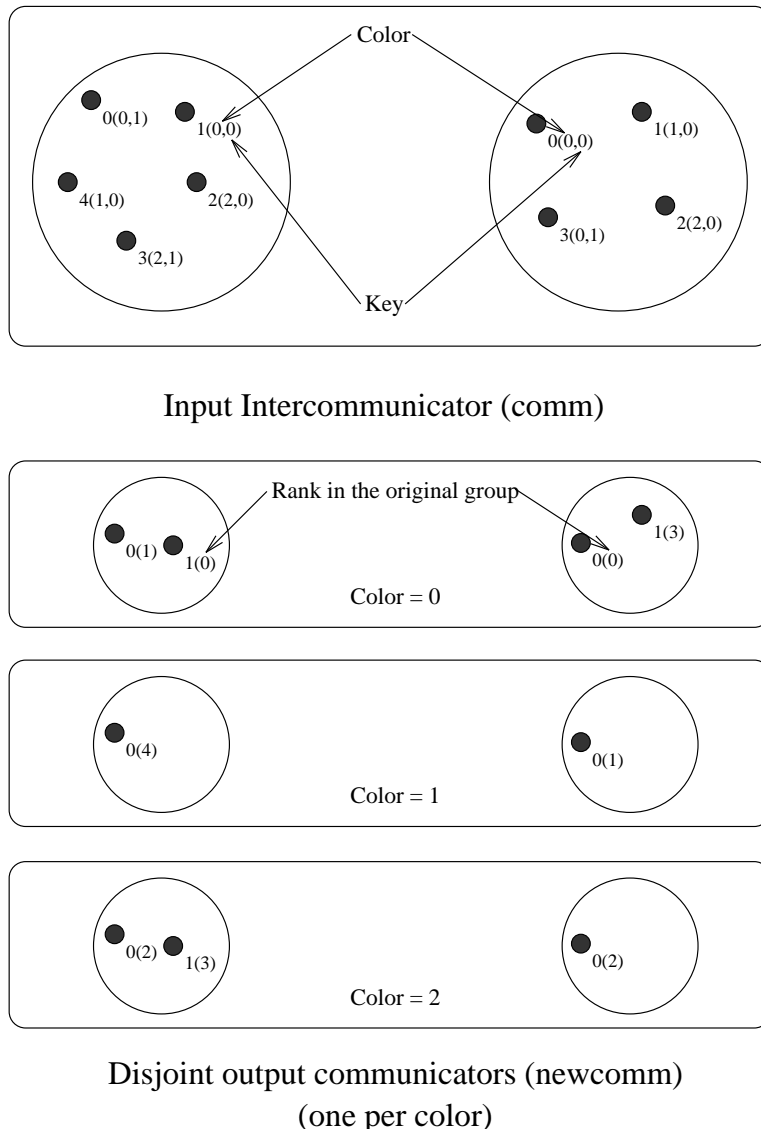 Color
0(0,1)
1(0,0)
4(1,0)
2(2,0)
3(2,1)
0(0,0)
1(1,0)
3(0,1)
2(2,0)
Key
Input Intercommunicator (comm)
Rank in the original group
0(1)
1(0)
0(0)
1(3)
Color = 0
0(4)
0(1)
Color = 1
0(2)
1(3)
0(2)
Color = 2
Disjoint output communicators (newcomm)
(one per color)